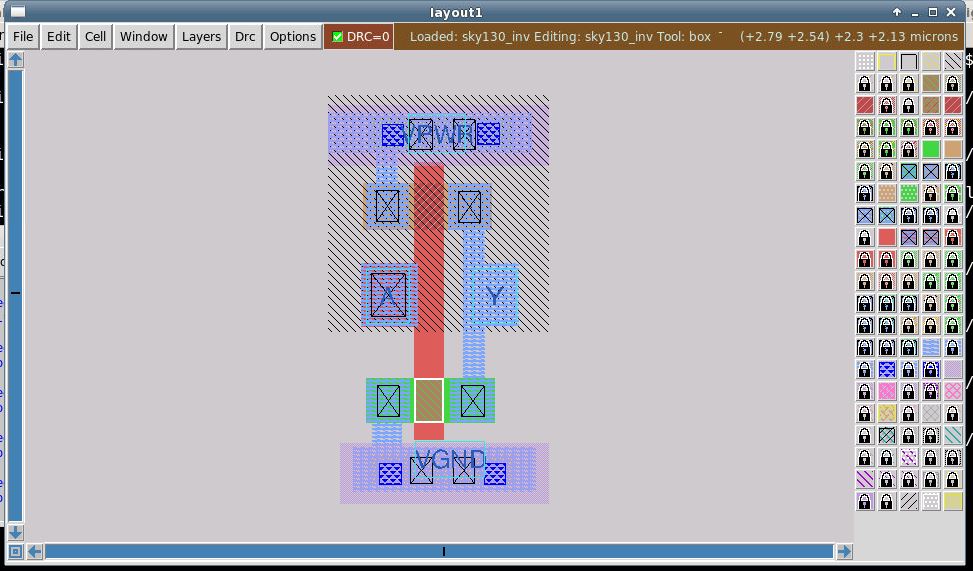 layout1
File Edit Cell Window Layers Drc Options DRC=0 Loaded: sky130_inv Editing: sky130_inv Tool: box (+2.79 +2.54) +2.3 +2.13 microns
VPWR
A Y
VGND